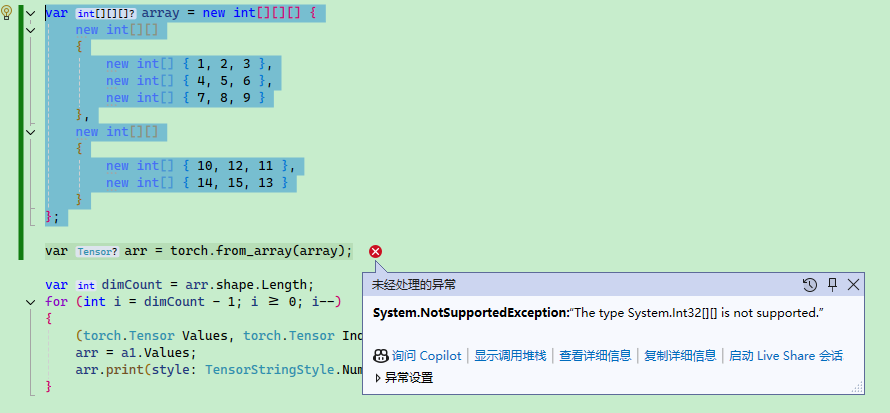 var int[][][]? array = new int[][][] {
new int[][]
{
new int[] { 1, 2, 3 },
new int[] { 4, 5, 6 },
new int[] { 7, 8, 9 }
},
new int[][]
{
new int[] { 10, 12, 11 },
new int[] { 14, 15, 13 }
}
};
var Tensor? arr = torch.from_array(array);
var int dimCount = arr.shape.Length;
for (int i = dimCount - 1; i ≥ 0; i--)
{
(torch.Tensor Values, torch.Tensor Ind
arr = a1.Values;
arr.print(style: TensorStringStyle.Num
}
未经处理的异常
System.NotSupportedException:“The type System.Int32[][] is not supported.”
询问 Copilot | 显示调用堆栈 | 查看详细信息 | 复制详细信息 | 启动 Live Share 会话
异常设置